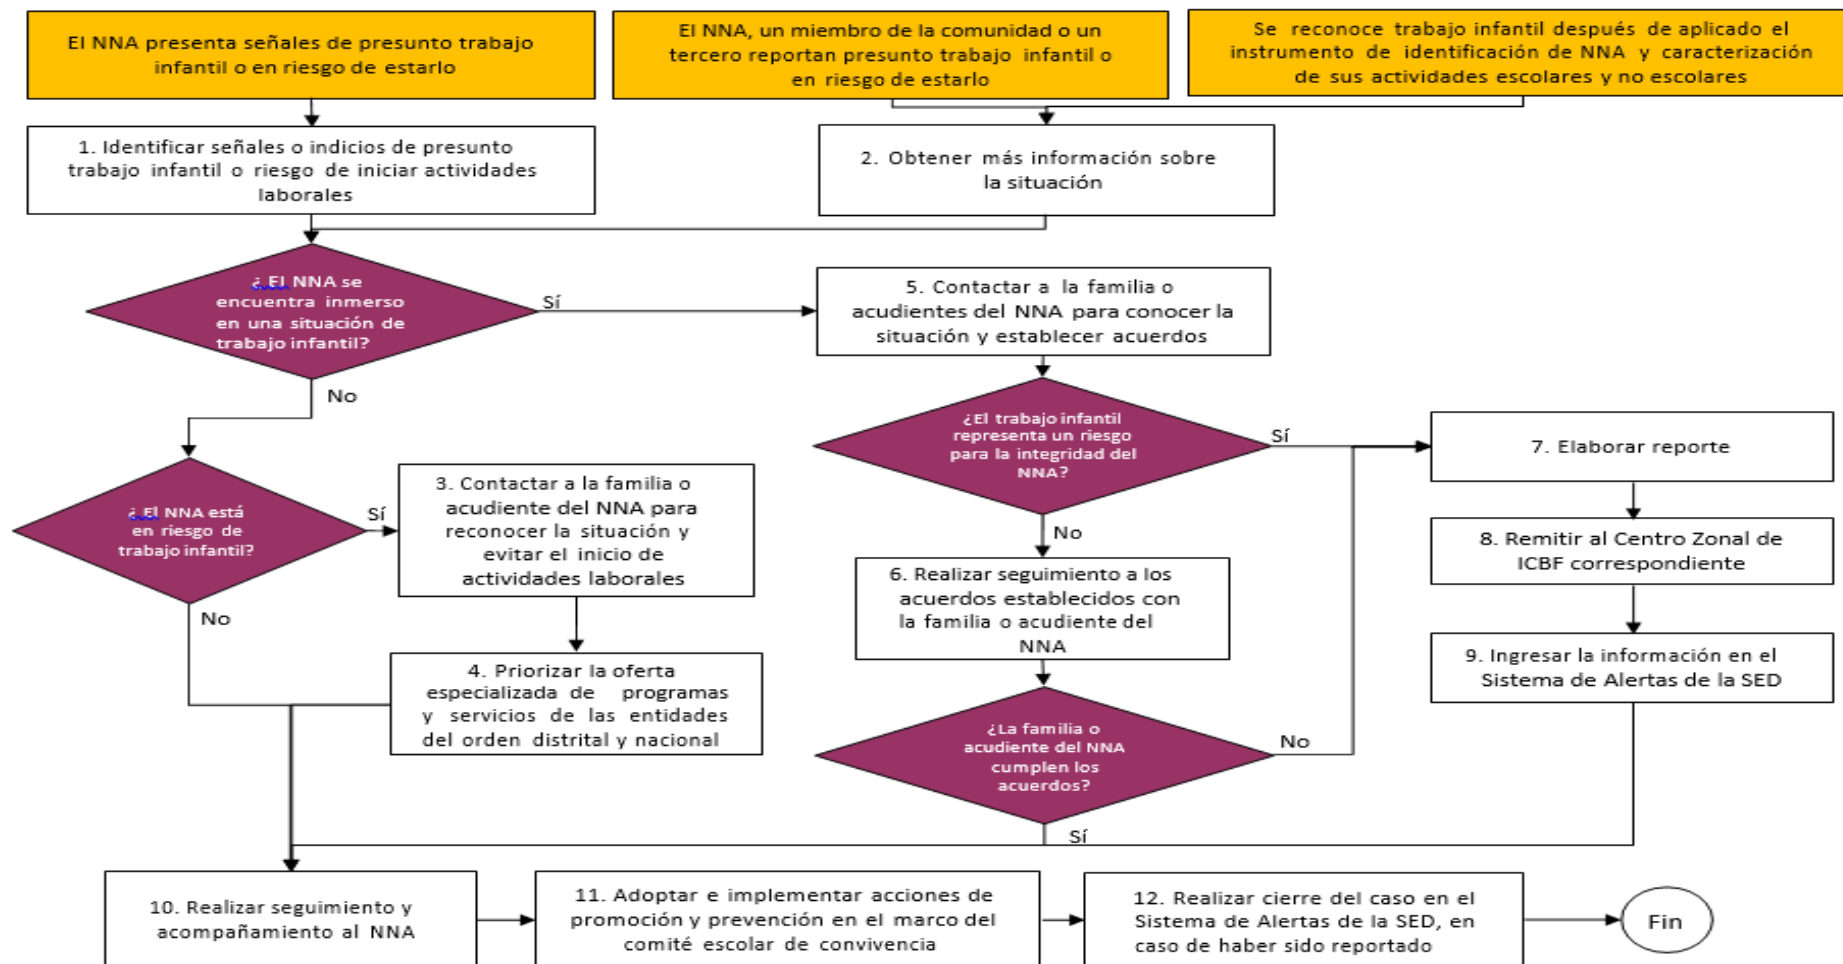 El NNA presenta señales de presunto trabajo
infantil o en riesgo de estarlo
El NNA, un miembro de la comunidad o un
tercero reportan presunto trabajo infantil o
en riesgo de estarlo
Se reconoce trabajo infantil después de aplicado el
instrumento de identificación de NNA y caracterización
de sus actividades escolares y no escolares
1. Identificar señales o indicios de presunto
trabajo infantil o riesgo de iniciar actividades
laborales
2. Obtener más información sobre
la situación
¿ El NNA se
encuentra inmerso
en una situación de
trabajo infantil?
Sí
No
5. Contactar a la familia o
acudientes del NNA para conocer la
situación y establecer acuerdos
¿El trabajo infantil
representa un riesgo
para la integridad del
NNA?
Sí
No
7. Elaborar reporte
¿ El NNA está
en riesgo de
trabajo infantil?
Sí
No
3. Contactar a la familia o
acudiente del NNA para
reconocer la situación y
evitar el inicio de
actividades laborales
8. Remitir al Centro Zonal de
ICBF correspondiente
6. Realizar seguimiento a los
acuerdos establecidos con
la familia o acudiente del
NNA
4. Priorizar la oferta
especializada de programas
y servicios de las entidades
del orden distrital y nacional
9. Ingresar la información en el
Sistema de Alertas de la SED
¿La familia o
acudiente del NNA
cumplen los
acuerdos?
No
Sí
10. Realizar seguimiento y
acompañamiento al NNA
11. Adoptar e implementar acciones de
promoción y prevención en el marco del
comité escolar de convivencia
12. Realizar cierre del caso en el
Sistema de Alertas de la SED, en
caso de haber sido reportado
Fin